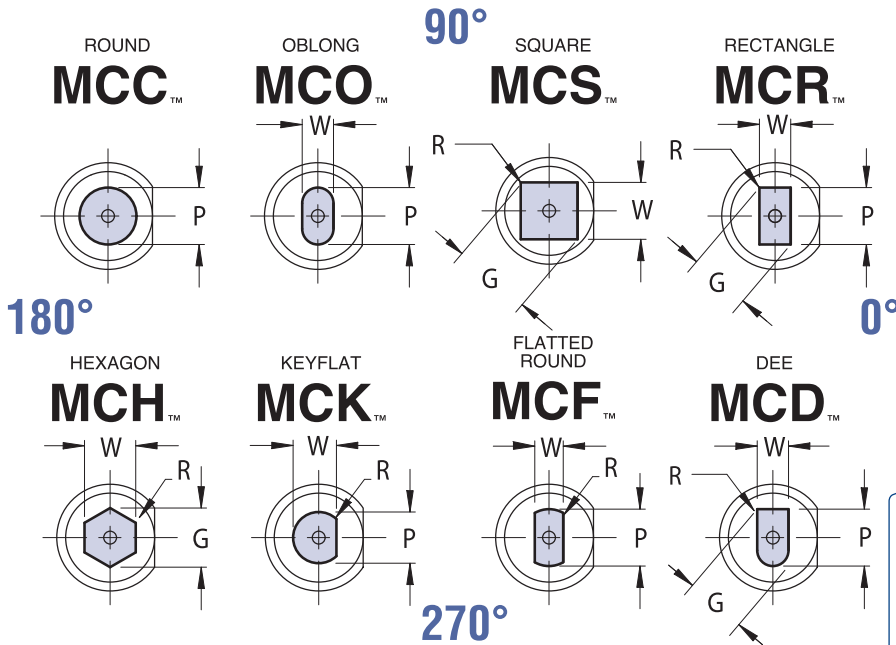 90°
ROUND
MCC™
P
OBLONG
MCO™
W
P
SQUARE
MCS™
R
W
G
RECTANGLE
MCR™
W
R
P
G
180°
0°
HEXAGON
MCH™
W
R
G
KEYFLAT
MCK™
W
R
P
FLATTED
ROUND
MCF™
W
R
P
DEE
MCD™
W
R
P
G
270°